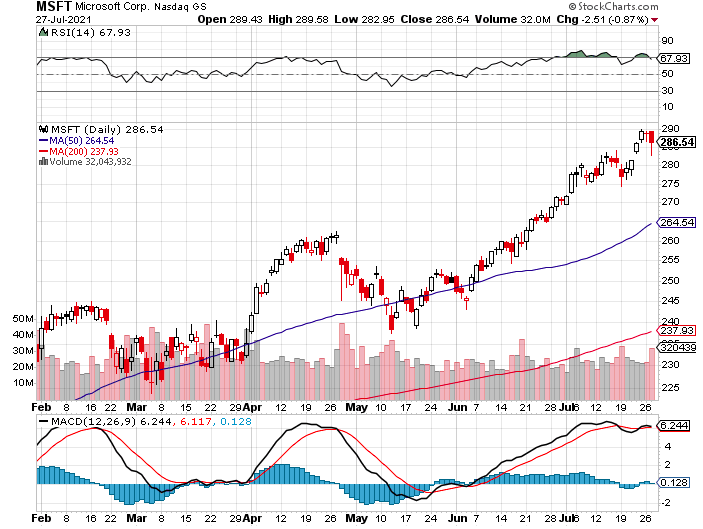 MSFT Microsoft Corp. Nasdaq GS © StockCharts.com
27-Jul-2021 Open 289.43 High 289.58 Low 282.95 Close 286.54 Volume 32.0M Chg -2.51 (-0.87%)
RSI(14) 67.93
90
67.93
50
30
10
MSFT (Daily) 286.54
MA(50) 264.54
MA(200) 237.93
Volume 32,043,932
290
286.54
280
275
270
264.54
260
255
250
245
240
237.93
320439
230
225
50M
40M
30M
20M
10M
Feb 8 16 22 Mar 8 15 22 29 Apr 12 19 26 May 10 17 24 Jun 7 14 21 28 Jul 6 12 19 26
MACD(12,26,9) 6.244, 6.117, 0.128
6.244
4
2
0.128
-2
Feb 8 16 22 Mar 8 15 22 29 Apr 12 19 26 May 10 17 24 Jun 7 14 21 28 Jul 6 12 19 26